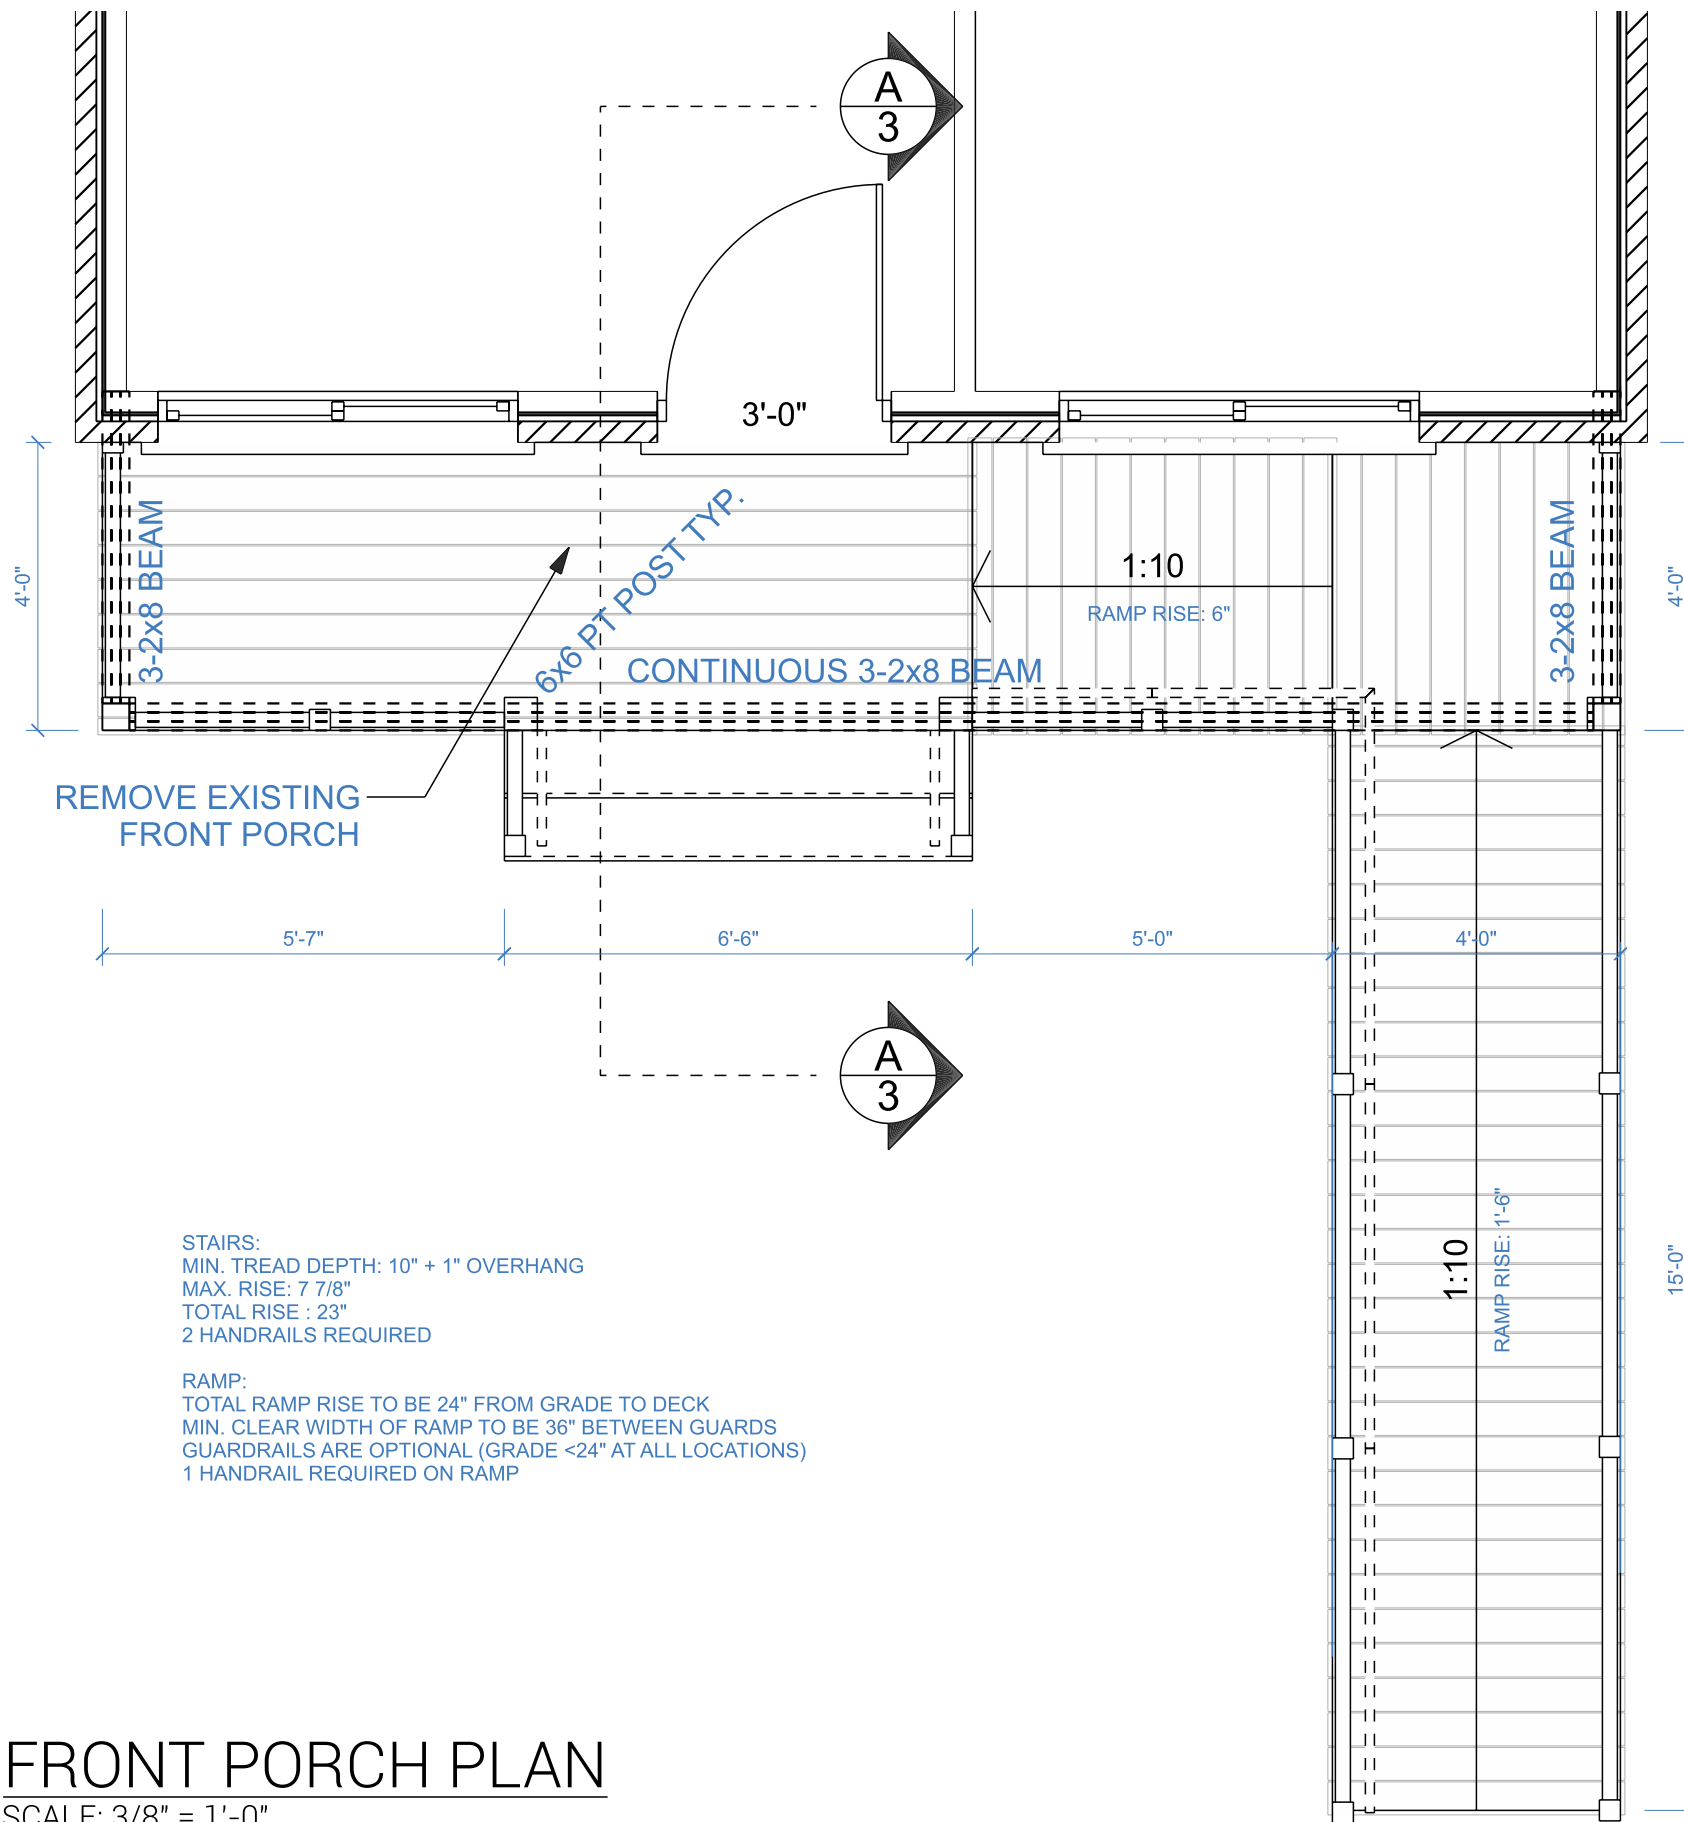 A
3
3'-0"
3-2x8 BEAM
6x6 PT POST TYP.
CONTINUOUS 3-2x8 BEAM
1:10
RAMP RISE: 6"
3-2x8 BEAM
4'-0"
4'-0"
REMOVE EXISTING
FRONT PORCH
5'-7"
6'-6"
5'-0"
4'-0"
A
3
1:10
RAMP RISE: 1'-6"
15'-0"
STAIRS:
MIN. TREAD DEPTH: 10" + 1" OVERHANG
MAX. RISE: 7 7/8"
TOTAL RISE : 23"
2 HANDRAILS REQUIRED
RAMP:
TOTAL RAMP RISE TO BE 24" FROM GRADE TO DECK
MIN. CLEAR WIDTH OF RAMP TO BE 36" BETWEEN GUARDS
GUARDRAILS ARE OPTIONAL (GRADE <24" AT ALL LOCATIONS)
1 HANDRAIL REQUIRED ON RAMP
FRONT PORCH PLAN
SCALE: 3/8" = 1'-0"